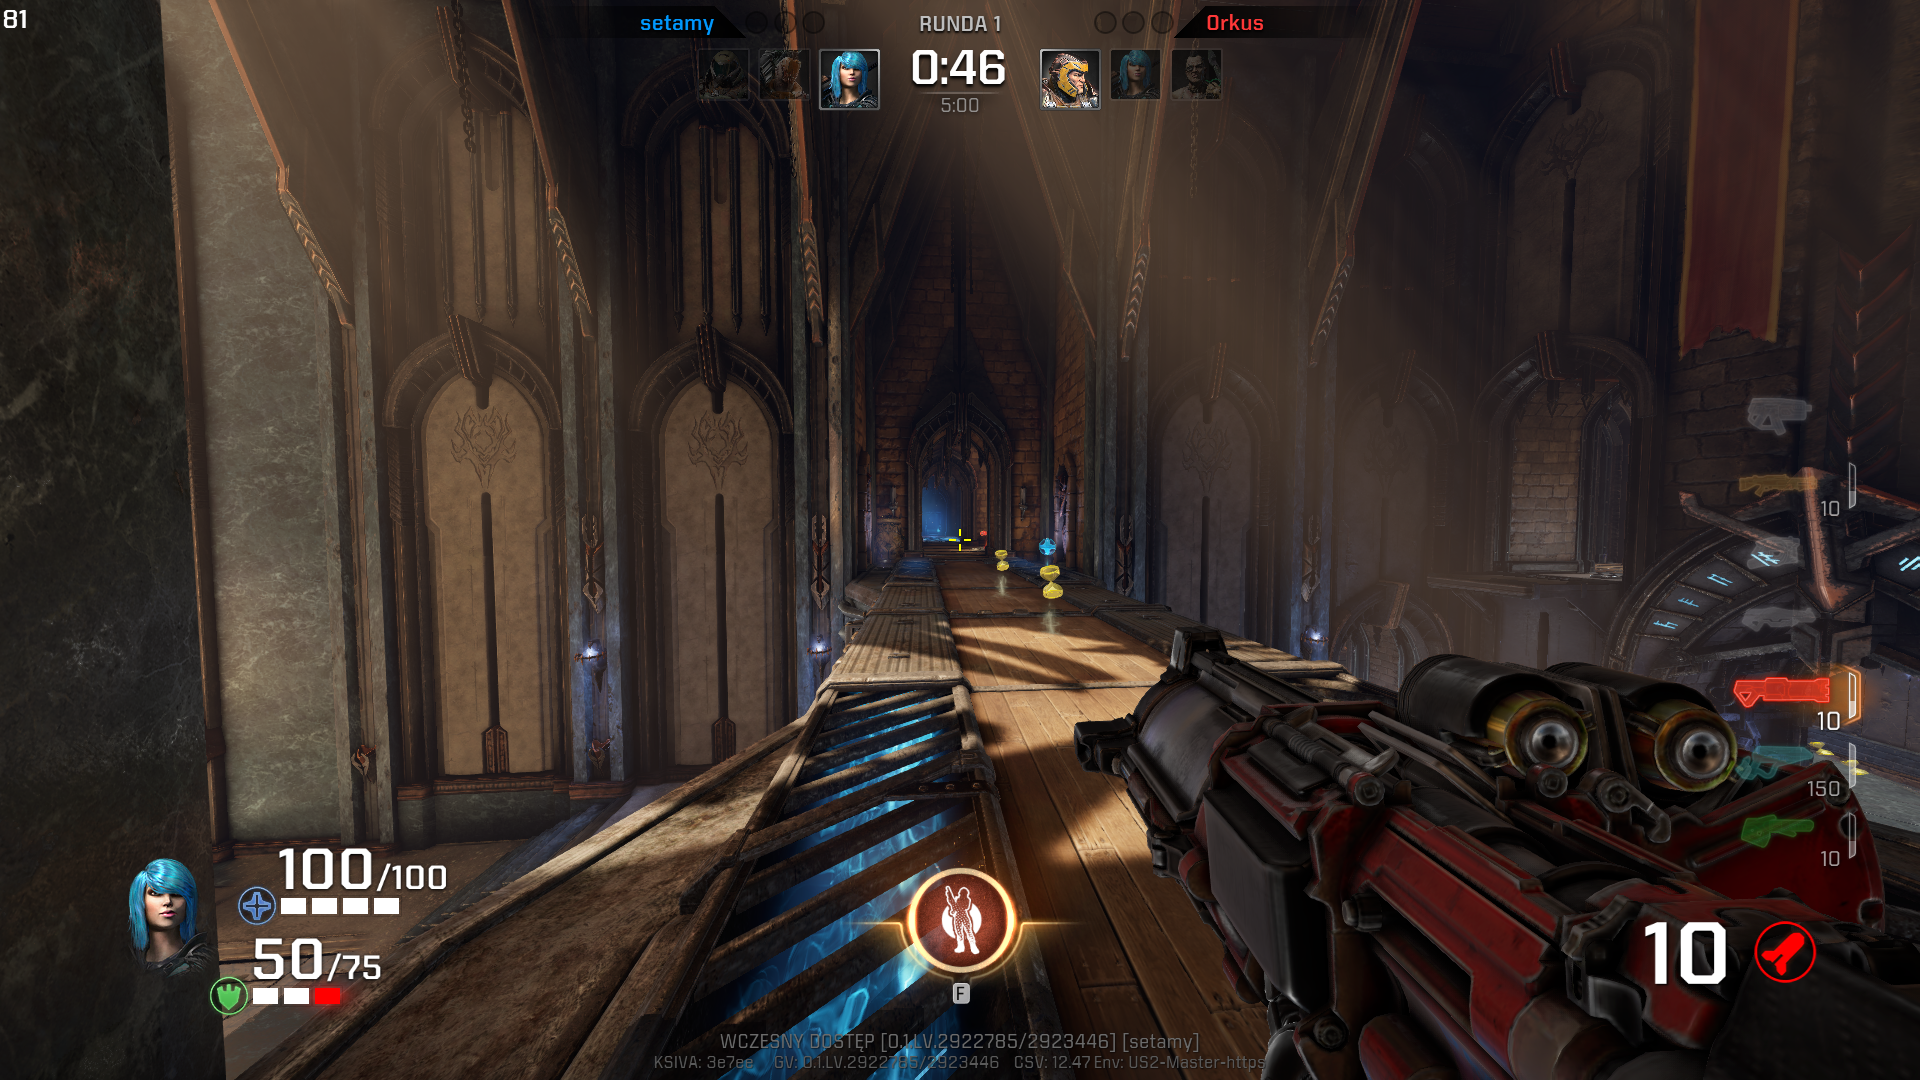 81
setamy
RUNDA 1
Orkus
0:46
5:00
10
10
150
10
100/100
50/75
10
F
WCZESNY DOSTĘP [0.1.LV.2922785/2923446] [setamy]
KSIVA: 3e7ee GV: 0.1.LV.2922785/2923446 CSV: 12.47 Env: US2-Master-https